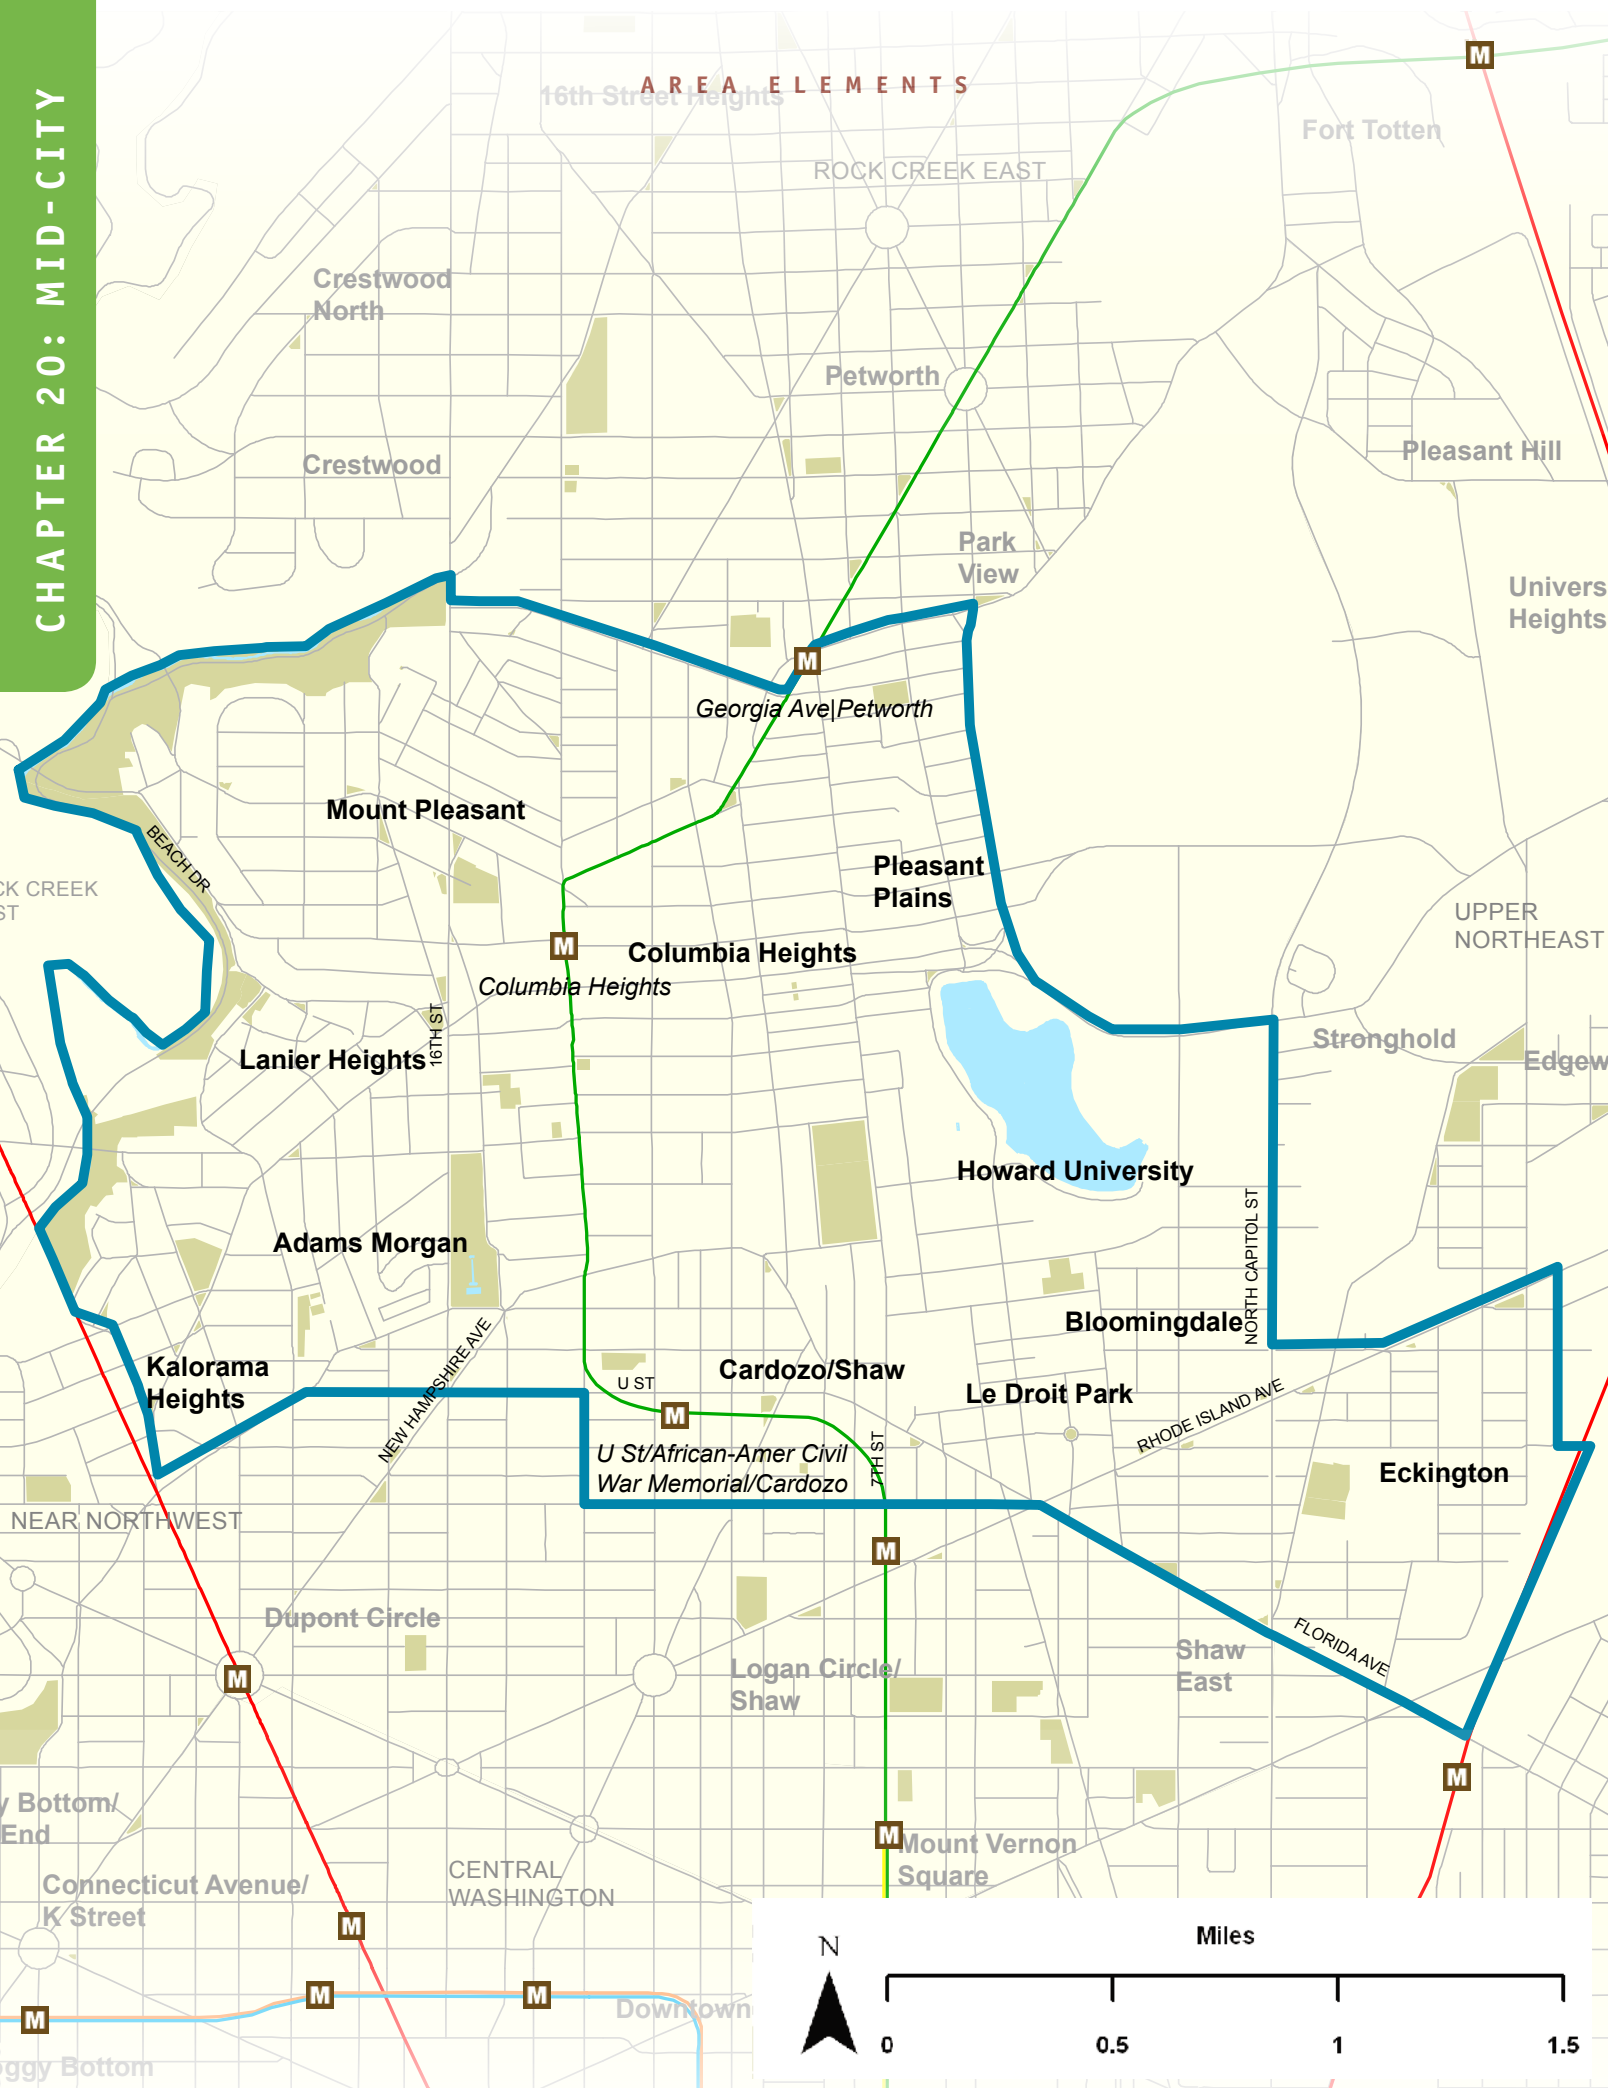 CHAPTER 20: MID-CITY
AREA ELEMENTS
M
16th Street Heights
Fort Totten
ROCK CREEK EAST
Crestwood
North
Petworth
Pleasant Hill
Crestwood
Park
View
Univers
Heights
M
Georgia Ave|Petworth
Mount Pleasant
BEACH DR
Pleasant
Plains
CK CREEK
ST
UPPER
NORTHEAST
M
Columbia Heights
Columbia Heights
16TH ST
Lanier Heights
Stronghold
Edgew
Howard University
NORTH CAPITOL ST
Adams Morgan
Bloomingdale
NEW HAMPSHIRE AVE
Kalorama
Heights
Cardozo/Shaw
U ST
Le Droit Park
RHODE ISLAND AVE
M
U St/African-Amer Civil
War Memorial/Cardozo
7TH ST
Eckington
NEAR NORTHWEST
M
Dupont Circle
FLORIDA AVE
Shaw
East
Logan Circle/
Shaw
M
M
y Bottom/
End
M
Mount Vernon
Square
CENTRAL
WASHINGTON
Connecticut Avenue/
K Street
M
Miles
N
M
M
Downtown
M
0
0.5
1
1.5
ggy Bottom